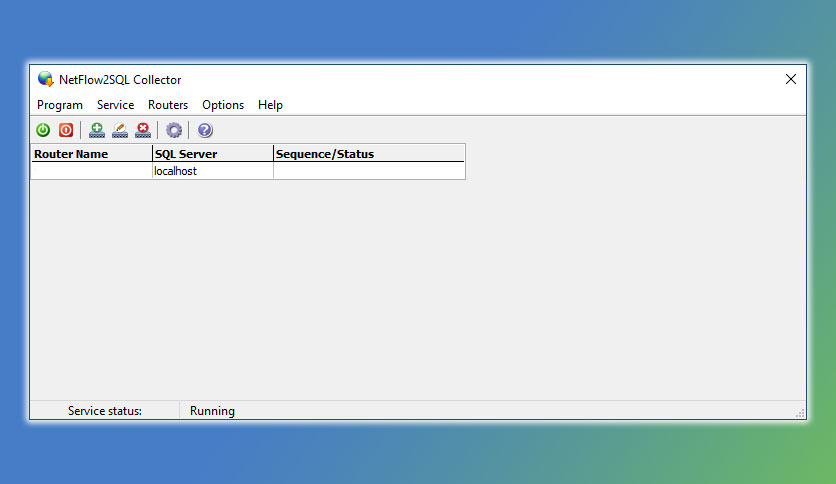 NetFlow2SQL Collector
Program Service Routers Options Help
Router Name SQL Server Sequence/Status
localhost
Service status: Running